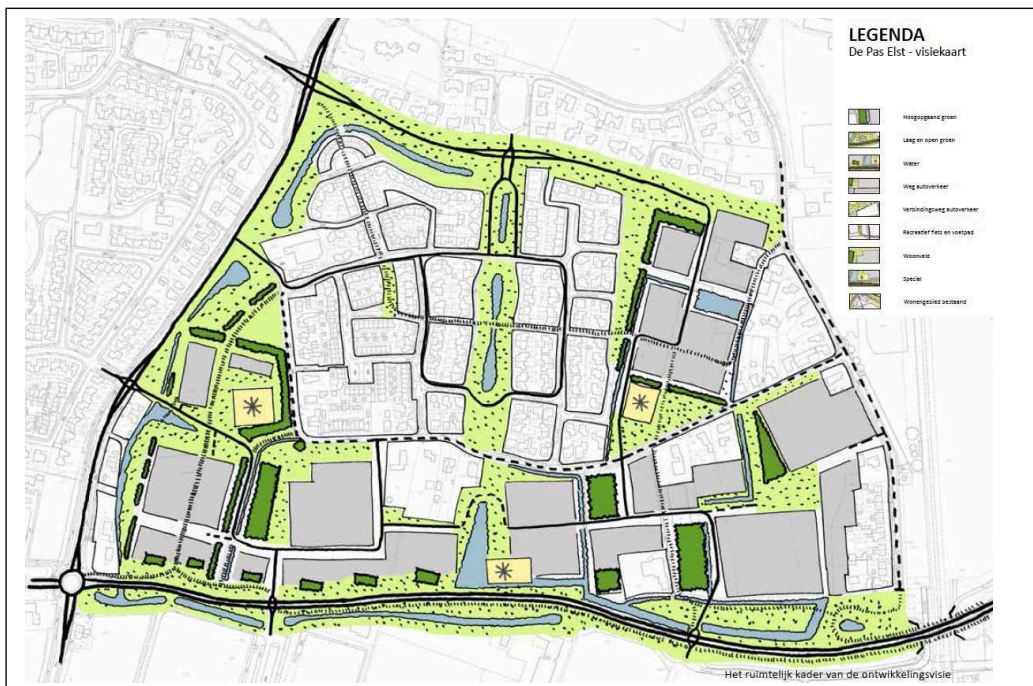 LEGENDA
De Pas Elst - visiekaart
Hoogopgaand groen
Laag en open groen
Water
Weg autoverkeer
Verbindingsweg autoverkeer
Recreatief fiets en voetpad
Woonveld
Special
Wonengebied bestaand
Het ruimtelijk kader van de ontwikkelingsvisie